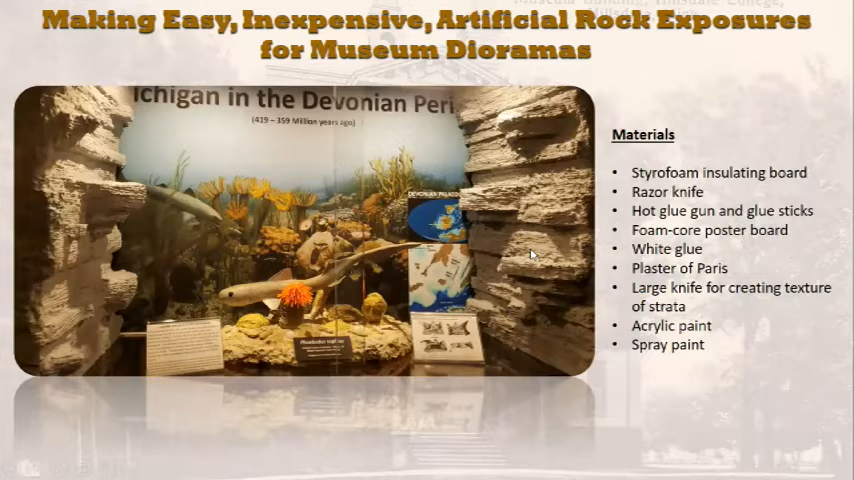 Making Easy, Inexpensive, Artificial Rock Exposures
for Museum Dioramas
ichigan in the Devonian Peri
(419 – 359 Million years ago)
DEVONIAN
Materials
• Styrofoam insulating board
• Razor knife
• Hot glue gun and glue sticks
• Foam-core poster board
• White glue
• Plaster of Paris
• Large knife for creating texture
of strata
• Acrylic paint
• Spray paint